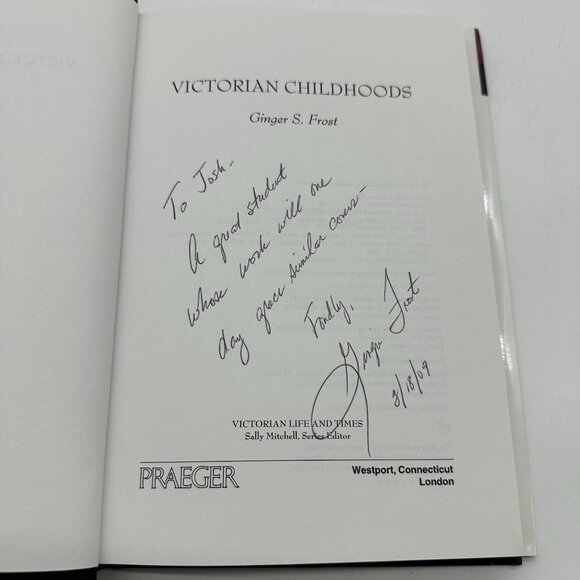 VICTORIAN CHILDHOODS
Ginger S. Frost
To Josh-
A great student
whose work will one
day grace similar covers-
Fondly,
Ginger Frost
3/18/09
VICTORIAN LIFE AND TIMES
Sally Mitchell, Series Editor
PRAEGER
Westport, Connecticut
London